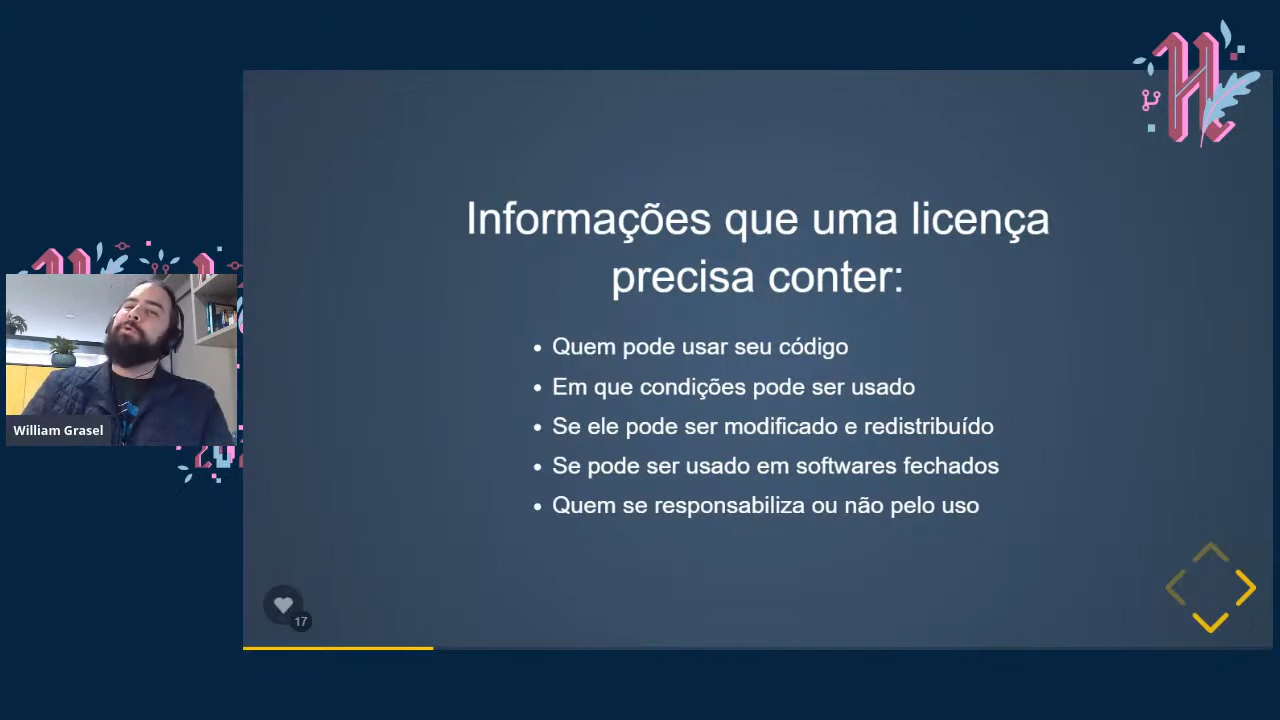 Informações que uma licença
precisa conter:
• Quem pode usar seu código
• Em que condições pode ser usado
• Se ele pode ser modificado e redistribuído
• Se pode ser usado em softwares fechados
• Quem se responsabiliza ou não pelo uso
William Grasel
17
H